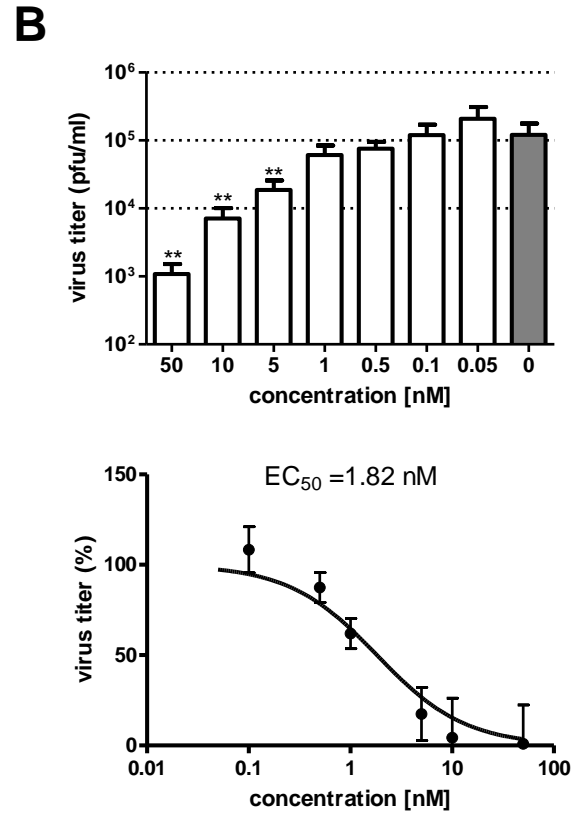 B
virus titer (pfu/ml)
10⁶
10⁵
10⁴
10³
10²
**
**
**
50 10 5 1 0.5 0.1 0.05 0
concentration [nM]
EC₅₀ =1.82 nM
virus titer (%)
150
100
50
0
0.01 0.1 1 10 100
concentration [nM]